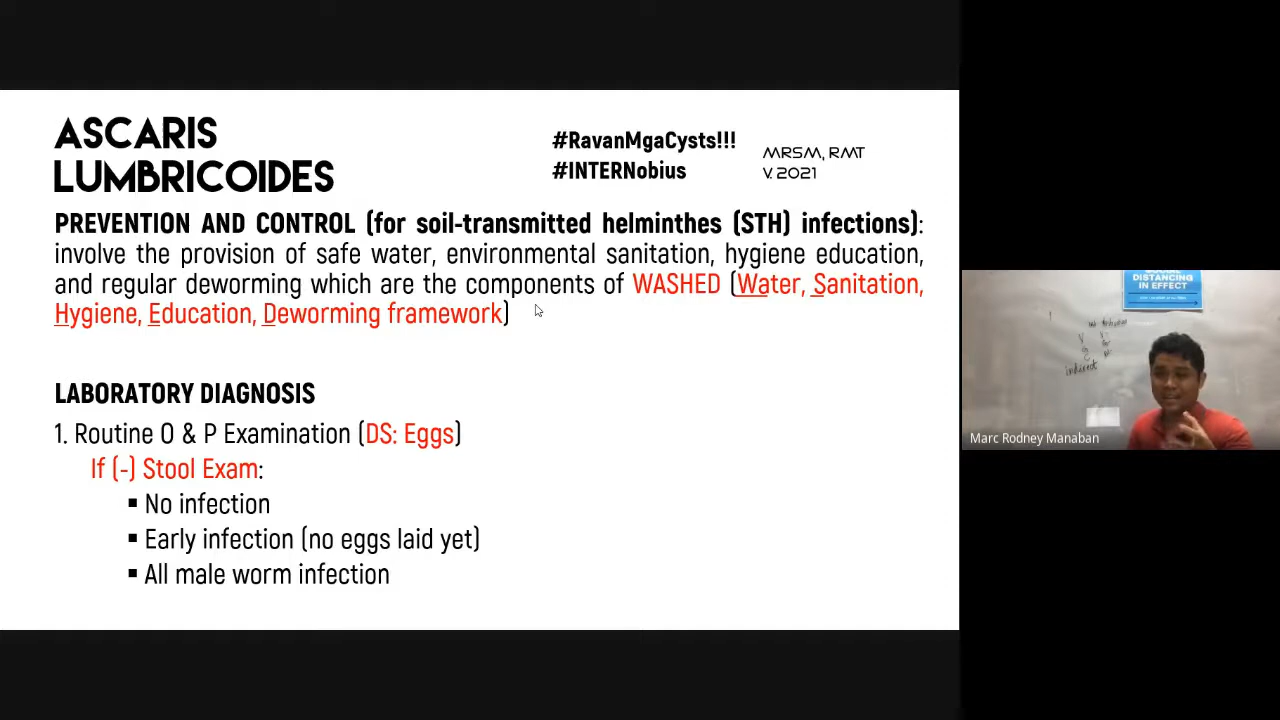 ASCARIS
LUMBRICOIDES
#RavanMgaCysts!!!
#INTERNobius
MRSM, RMT
V. 2021
PREVENTION AND CONTROL (for soil-transmitted helminthes (STH) infections):
involve the provision of safe water, environmental sanitation, hygiene education,
and regular deworming which are the components of WASHED (Water, Sanitation,
Hygiene, Education, Deworming framework)
LABORATORY DIAGNOSIS
1. Routine O & P Examination (DS: Eggs)
If (-) Stool Exam:
▪ No infection
▪ Early infection (no eggs laid yet)
▪ All male worm infection
DISTANCING
IN EFFECT
indirect
Marc Rodney Manaban